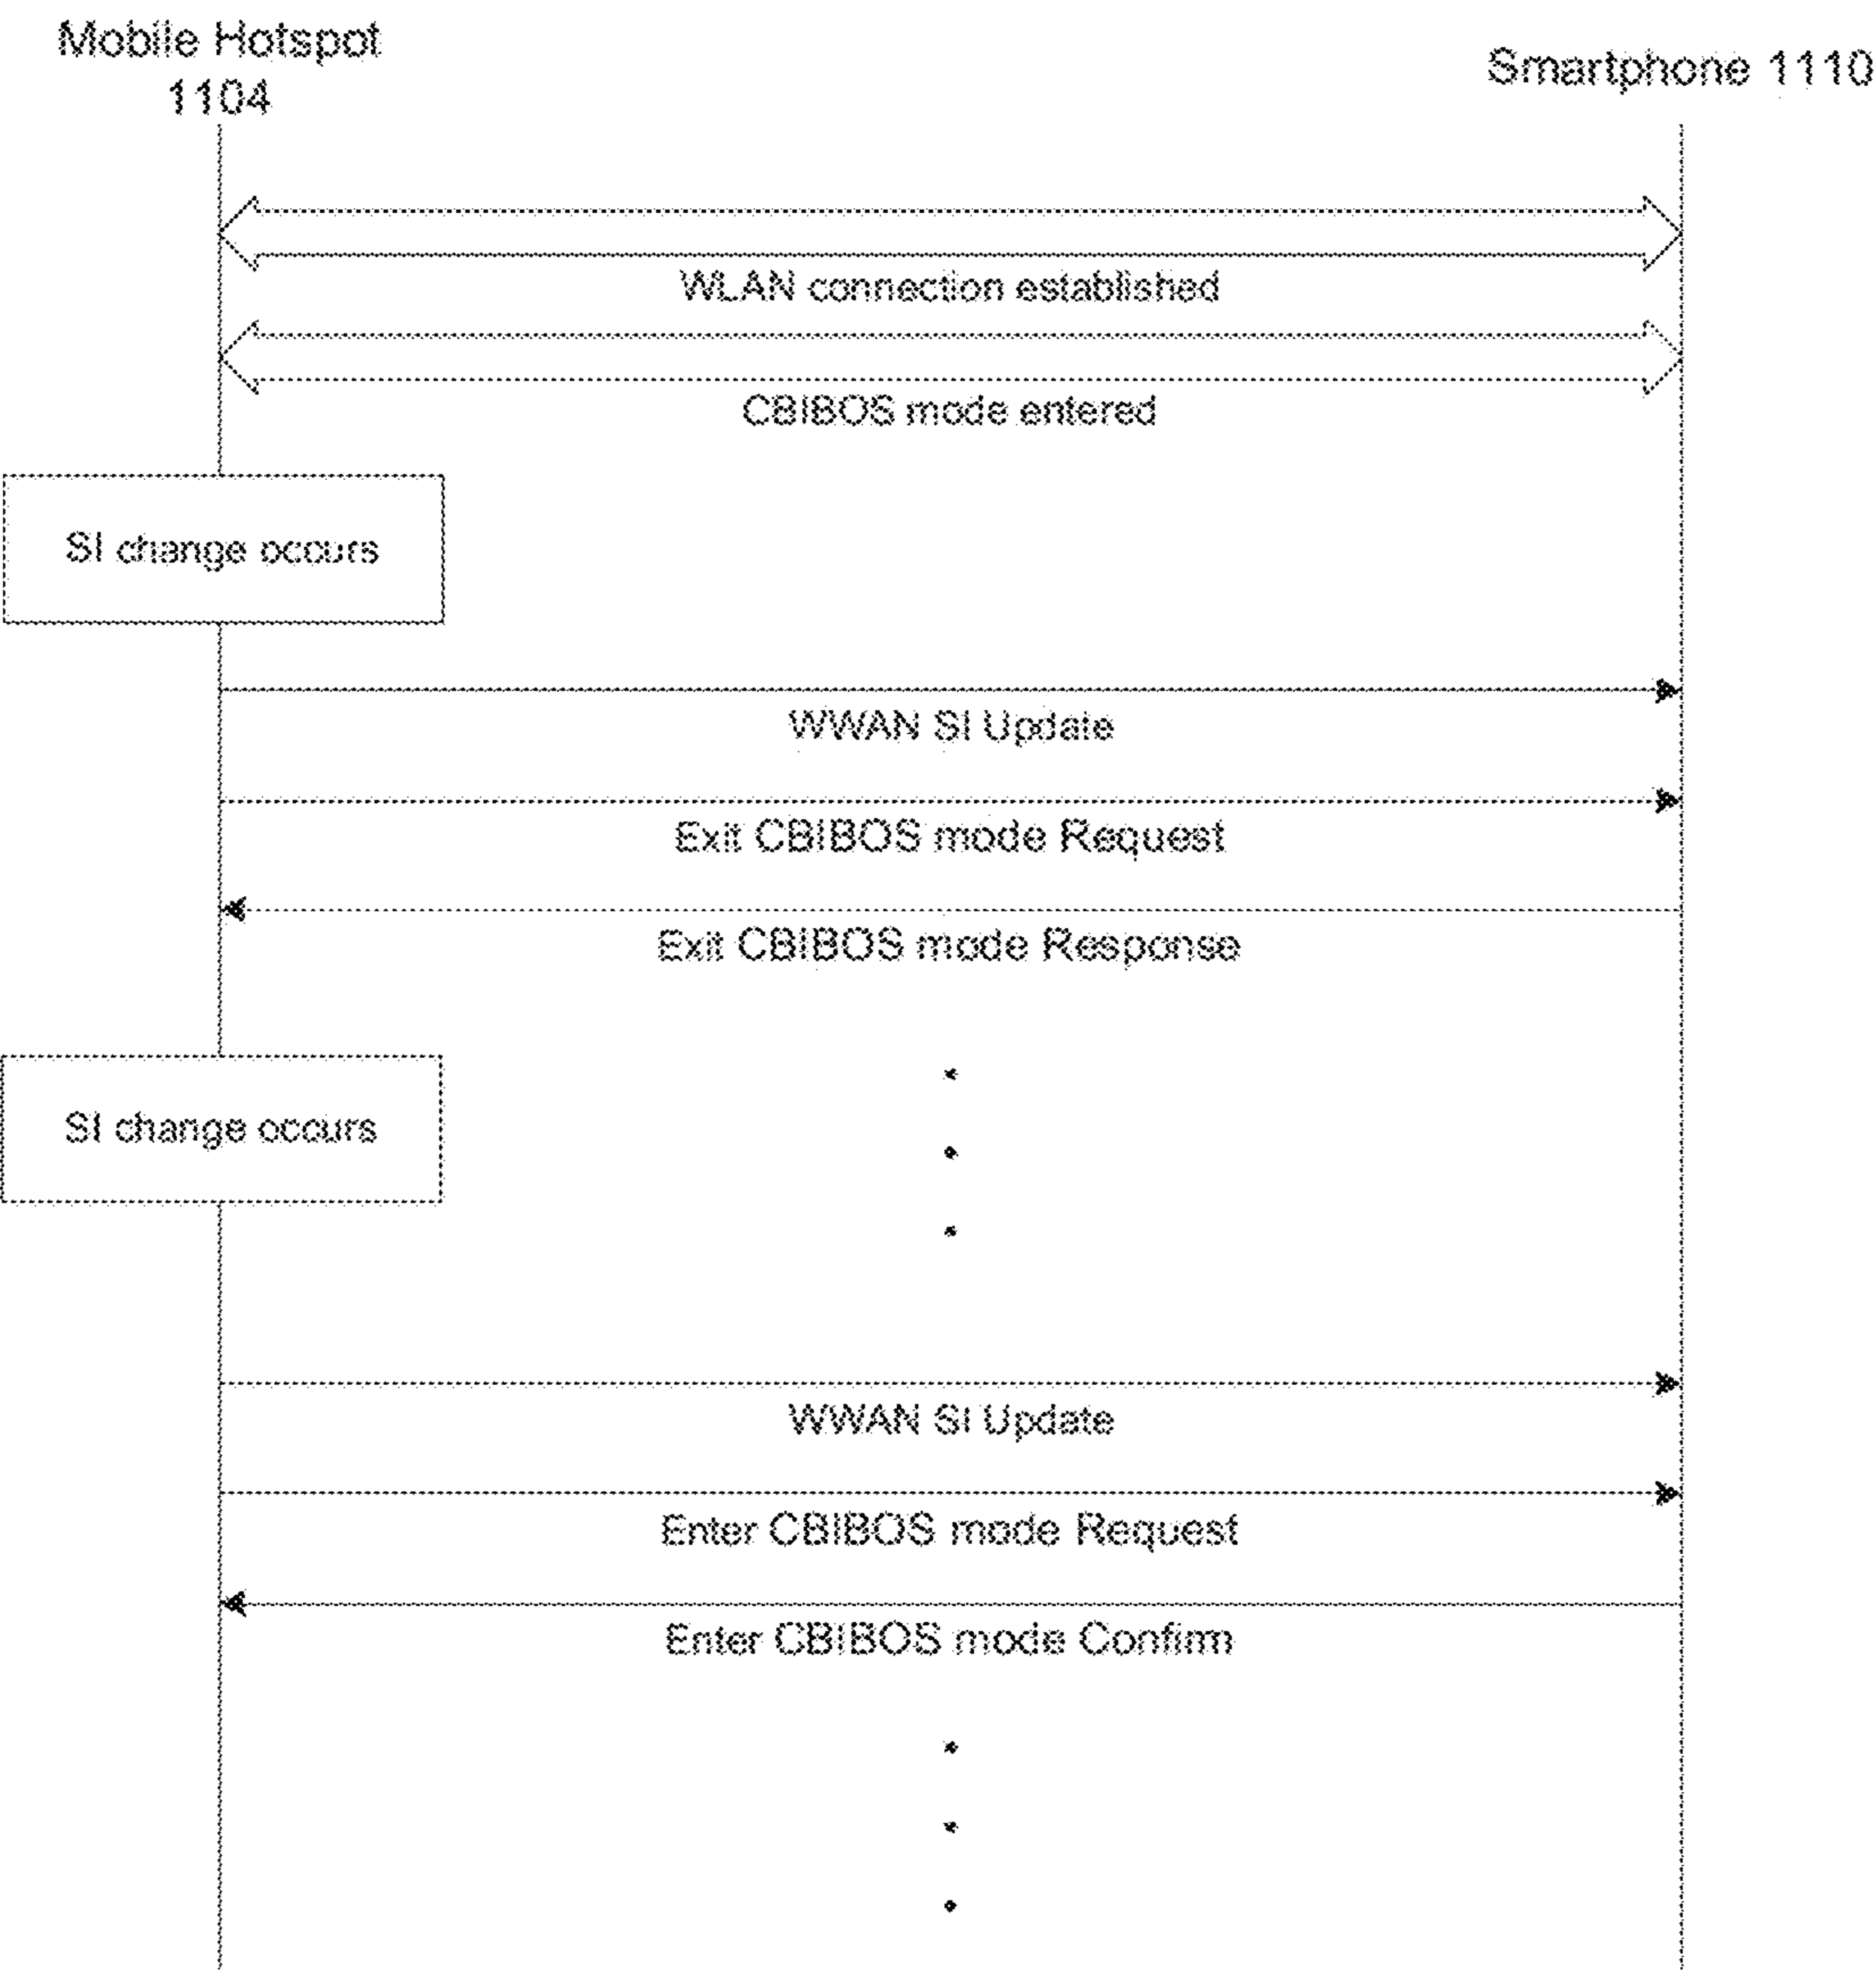 Mobile Hotspot
1104
Smartphone 1110
WLAN connection established
CBIBOS mode entered
SI change occurs
WWAN SI Update
Exit CBIBOS mode Request
Exit CBIBOS mode Response
SI change occurs
WWAN SI Update
Enter CBIBOS mode Request
Enter CBIBOS mode Confirm